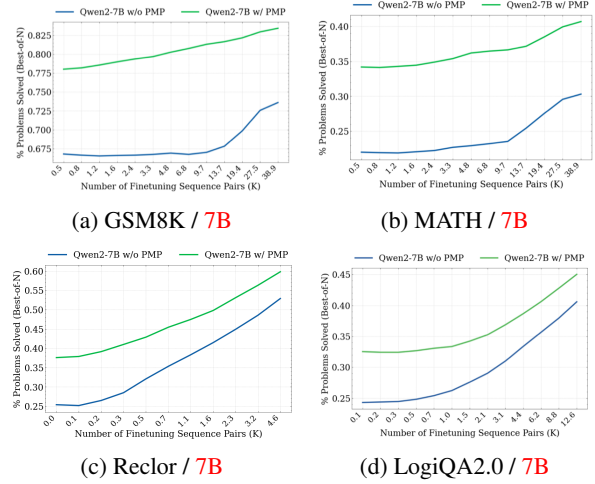 Qwen2-7B w/o PMP Qwen2-7B w/ PMP
% Problems Solved (Best-of-N)
0.825
0.800
0.775
0.750
0.725
0.700
0.675
0.5 0.8 1.2 1.6 2.4 3.3 4.8 6.8 9.7 13.7 19.4 27.5 38.9
Number of Finetuning Sequence Pairs (K)
(a) GSM8K / 7B
Qwen2-7B w/o PMP Qwen2-7B w/ PMP
% Problems Solved (Best-of-N)
0.40
0.35
0.30
0.25
0.5 0.8 1.2 1.6 2.4 3.3 4.8 6.8 9.7 13.7 19.4 27.5 38.9
Number of Finetuning Sequence Pairs (K)
(b) MATH / 7B
Qwen2-7B w/o PMP Qwen2-7B w/ PMP
% Problems Solved (Best-of-N)
0.60
0.55
0.50
0.45
0.40
0.35
0.30
0.25
0.0 0.1 0.2 0.3 0.5 0.7 1.1 1.6 2.3 3.2 4.6
Number of Finetuning Sequence Pairs (K)
(c) Reclor / 7B
Qwen2-7B w/o PMP Qwen2-7B w/ PMP
% Problems Solved (Best-of-N)
0.45
0.40
0.35
0.30
0.25
0.1 0.2 0.3 0.5 0.7 1.0 1.5 2.1 3.1 4.4 6.2 8.8 12.6
Number of Finetuning Sequence Pairs (K)
(d) LogiQA2.0 / 7B